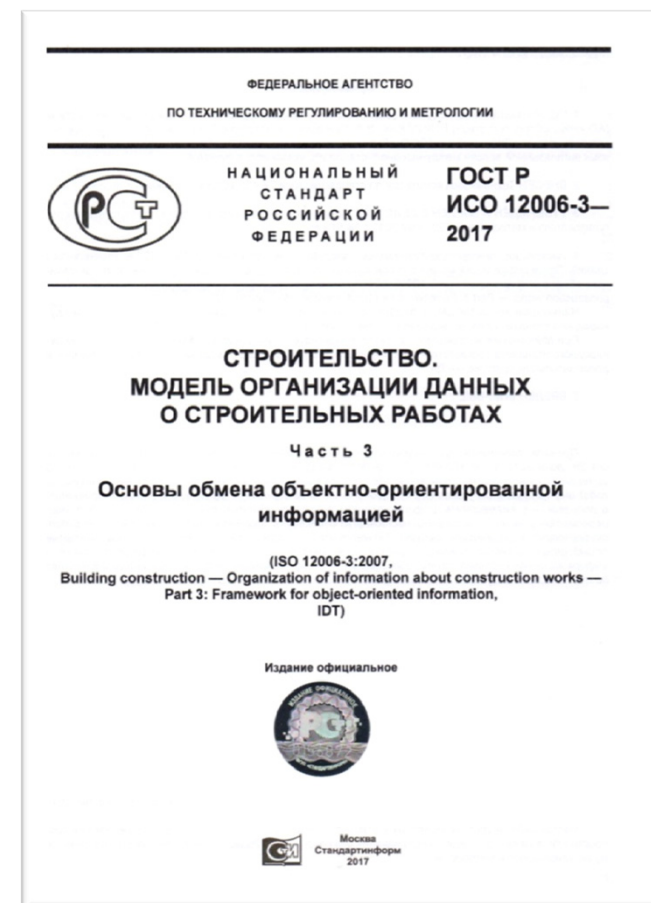 ФЕДЕРАЛЬНОЕ АГЕНТСТВО
ПО ТЕХНИЧЕСКОМУ РЕГУЛИРОВАНИЮ И МЕТРОЛОГИИ
НАЦИОНАЛЬНЫЙ
СТАНДАРТ
РОССИЙСКОЙ
ФЕДЕРАЦИИ
ГОСТ Р
ИСО 12006-3—
2017
СТРОИТЕЛЬСТВО.
МОДЕЛЬ ОРГАНИЗАЦИИ ДАННЫХ
О СТРОИТЕЛЬНЫХ РАБОТАХ
Часть 3
Основы обмена объектно-ориентированной
информацией
(ISO 12006-3:2007,
Building construction — Organization of information about construction works —
Part 3: Framework for object-oriented information,
IDT)
Издание официальное
ИЗДАНИЕ ОФИЦИАЛЬНОЕ
Москва
Стандартинформ
2017